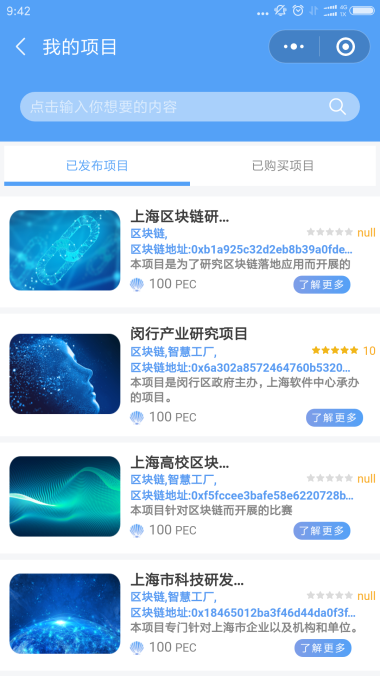 9:42
4G
1X
我的项目
点击输入你想要的内容
已发布项目
已购买项目
上海区块链研...
区块链,
null
区块链地址:0xb1a925c32d2eb8b39a0fde...
本项目是为了研究区块链落地应用而开展的
100 PEC
了解更多
闵行产业研究项目
区块链,智慧工厂,
10
区块链地址:0x6a302a8572464760b5320...
本项目是闵行区政府主办，上海软件中心承办
的项目。
100 PEC
了解更多
上海高校区块...
区块链,智慧工厂,
null
区块链地址:0xf5fccee3bafe58e6220728b...
本项目针对区块链而开展的比赛
100 PEC
了解更多
上海市科技研发...
区块链,智慧工厂,
null
区块链地址:0x18465012ba3f46d44da0f3f...
本项目专门针对上海市企业以及机构和单位。
100 PEC
了解更多